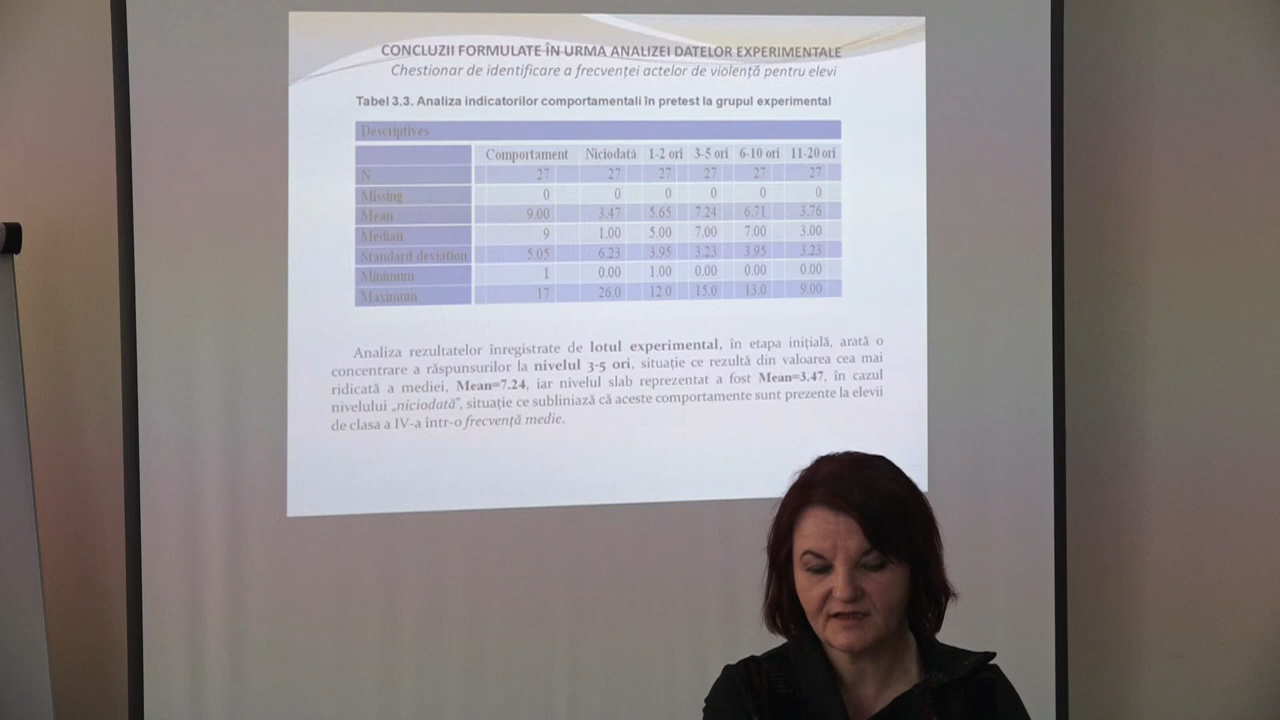 CONCLUZII FORMULATE ÎN URMA ANALIZEI DATELOR EXPERIMENTALE
Chestionar de identificare a frecvenței actelor de violență pentru elevi
Tabel 3.3. Analiza indicatorilor comportamentali în pretest la grupul experimental
Descriptives
Comportament Niciodată 1-2 ori 3-5 ori 6-10 ori 11-20 ori
N 27 27 27 27 27 27
Missing 0 0 0 0 0 0
Mean 9.00 3.47 5.65 7.24 6.71 3.76
Median 9 1.00 5.00 7.00 7.00 3.00
Standard deviation 5.05 6.23 3.95 3.23 3.95 3.23
Minimum 1 0.00 1.00 0.00 0.00 0.00
Maximum 17 26.0 12.0 15.0 13.0 9.00
Analiza rezultatelor înregistrate de lotul experimental, în etapa inițială, arată o
concentrare a răspunsurilor la nivelul 3-5 ori, situație ce rezultă din valoarea cea mai
ridicată a mediei, Mean=7.24, iar nivelul slab reprezentat a fost Mean=3.47, în cazul
nivelului „niciodată”, situație ce subliniază că aceste comportamente sunt prezente la elevii
de clasa a IV-a într-o frecvență medie.